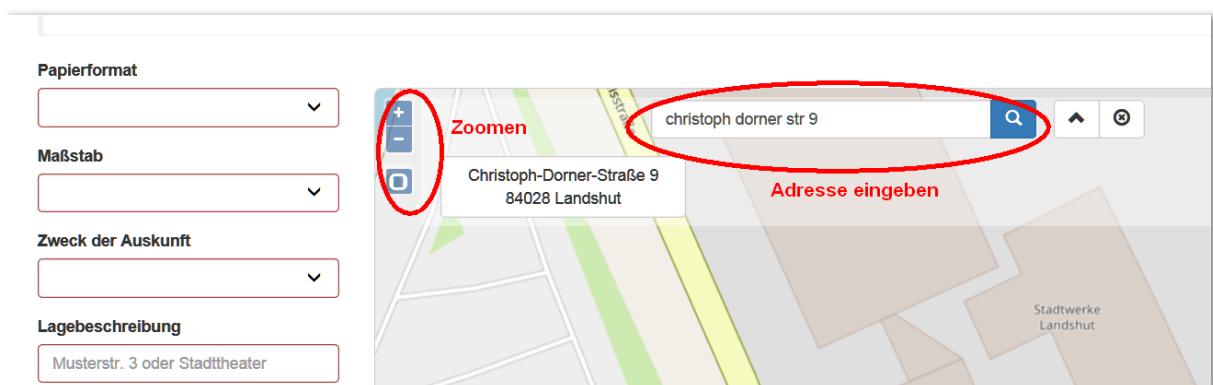 Papierformat
Maßstab
Zweck der Auskunft
Lagebeschreibung
Musterstr. 3 oder Stadttheater
+
−
Zoomen
christoph dorner str 9
Adresse eingeben
Christoph-Dorner-Straße 9
84028 Landshut
Stadtwerke
Landshut